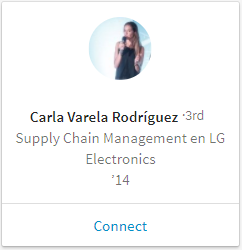 Carla Varela Rodríguez ·3rd
Supply Chain Management en LG
Electronics
'14
Connect